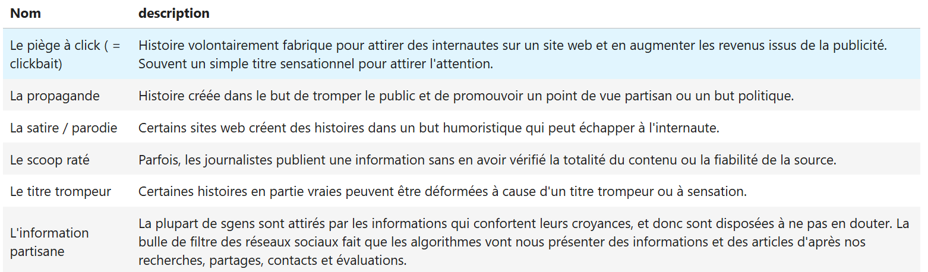 Nom description
Le piège à click ( = Histoire volontairement fabrique pour attirer des internautes sur un site web et en augmenter les revenus issus de la publicité.
clickbait) Souvent un simple titre sensationnel pour attirer l'attention.
La propagande Histoire créée dans le but de tromper le public et de promouvoir un point de vue partisan ou un but politique.
La satire / parodie Certains sites web créent des histoires dans un but humoristique qui peut échapper à l'internaute.
Le scoop raté Parfois, les journalistes publient une information sans en avoir vérifié la totalité du contenu ou la fiabilité de la source.
Le titre trompeur Certaines histoires en partie vraies peuvent être déformées à cause d'un titre trompeur ou à sensation.
L'information
partisane
La plupart de sgens sont attirés par les informations qui confortent leurs croyances, et donc sont disposées à ne pas en douter. La
bulle de filtre des réseaux sociaux fait que les algorithmes vont nous présenter des informations et des articles d'après nos
recherches, partages, contacts et évaluations.